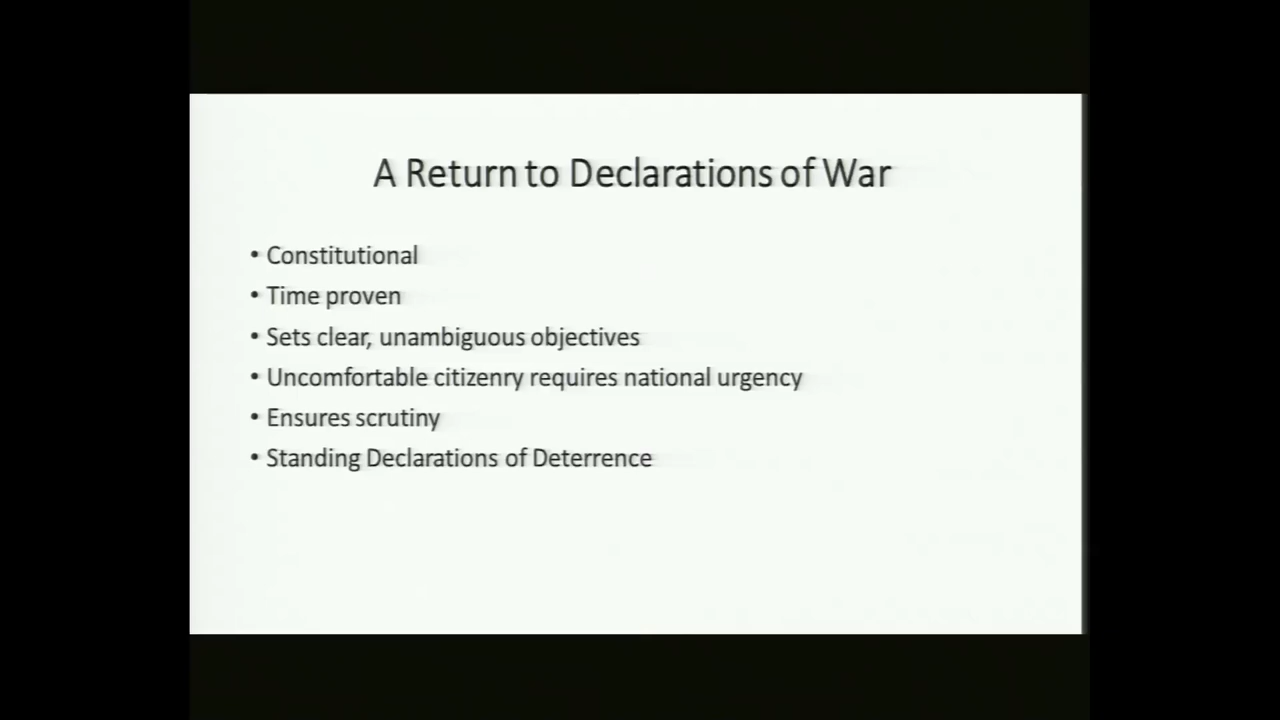 A Return to Declarations of War
• Constitutional
• Time proven
• Sets clear, unambiguous objectives
• Uncomfortable citizenry requires national urgency
• Ensures scrutiny
• Standing Declarations of Deterrence